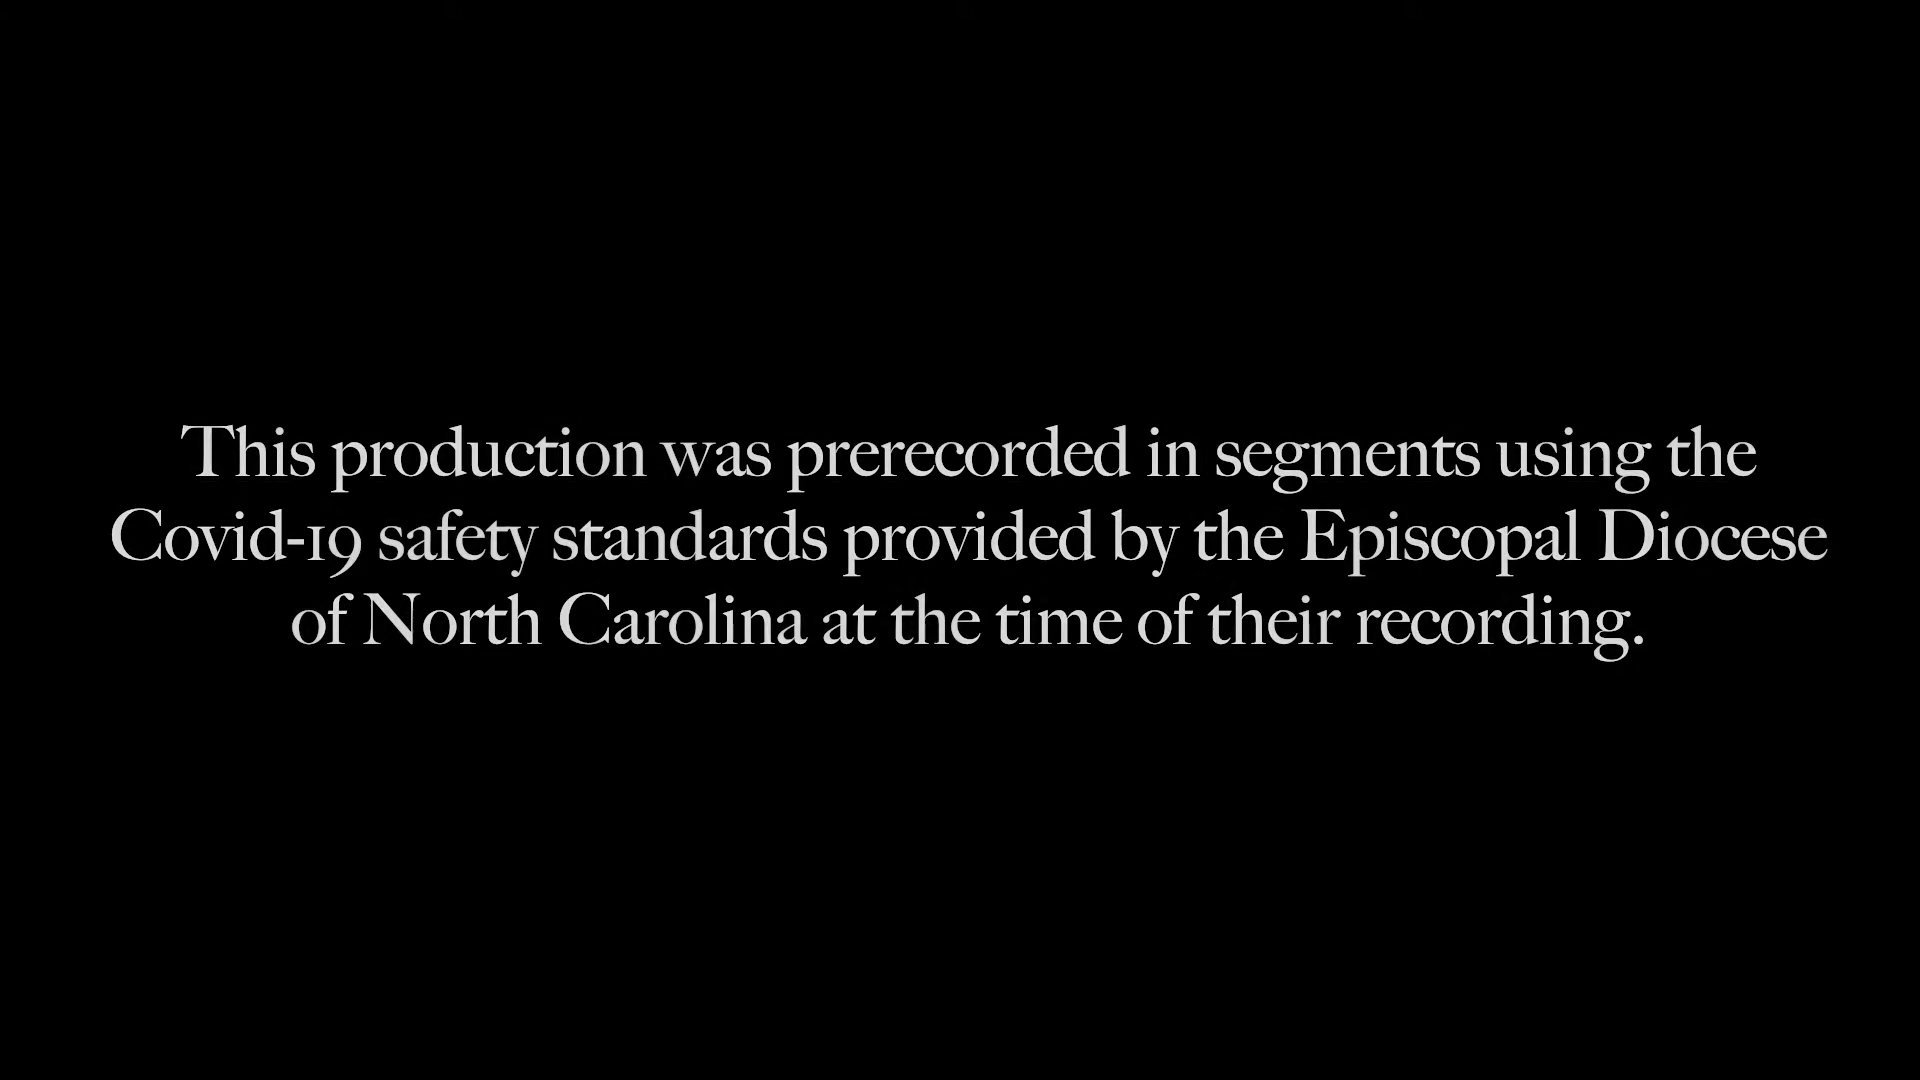 This production was prerecorded in segments using the
Covid-19 safety standards provided by the Episcopal Diocese
of North Carolina at the time of their recording.